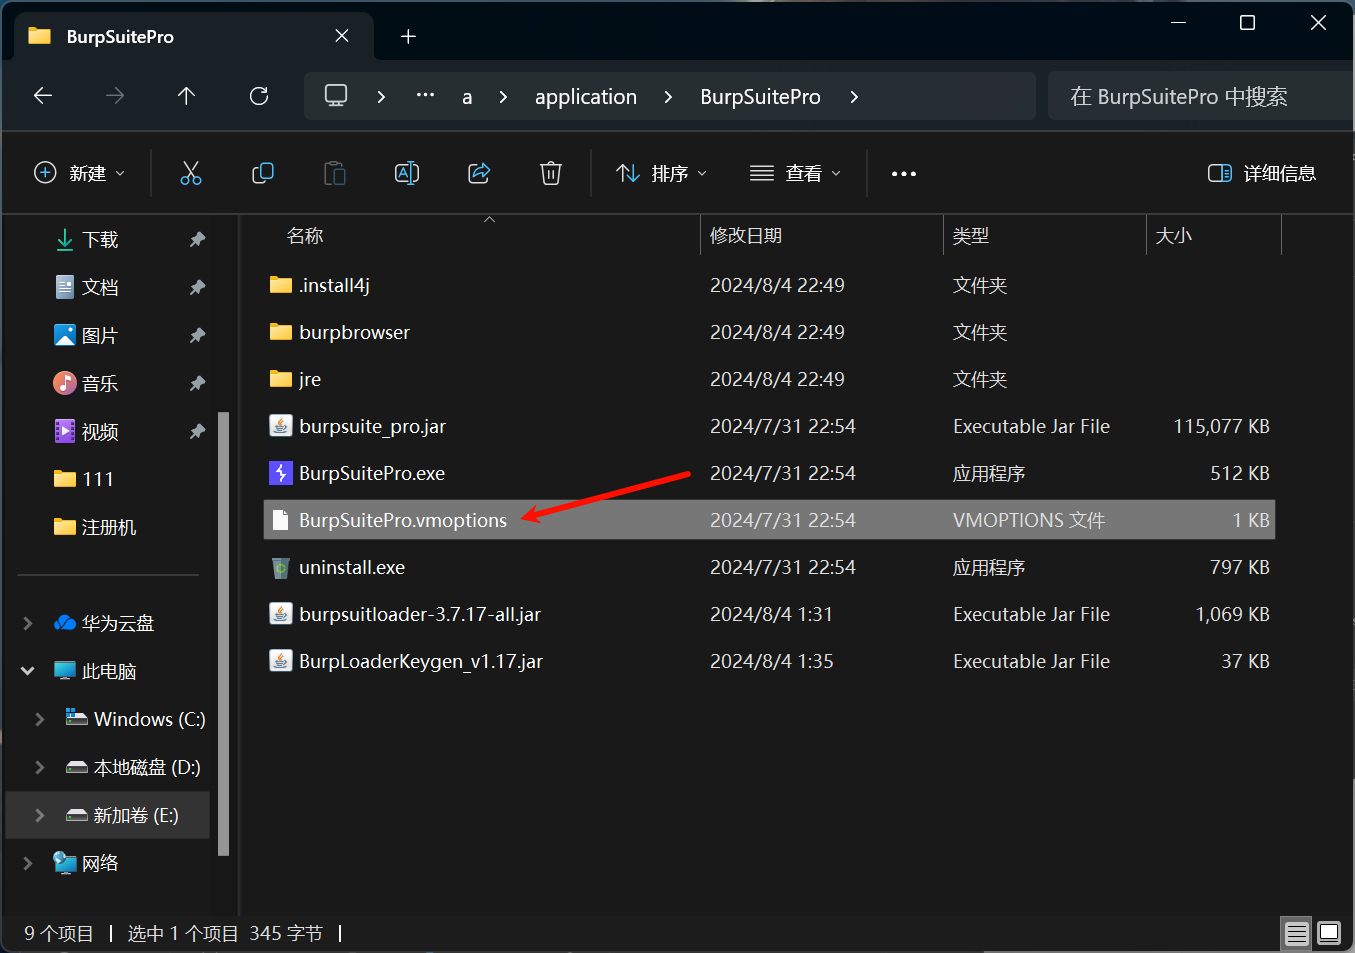 BurpSuitePro
a application BurpSuitePro 在 BurpSuitePro 中搜索
新建 排序 查看 详细信息
名称 修改日期 类型 大小
下载
文档
图片
音乐
视频
111
注册机
华为云盘
此电脑
Windows (C:)
本地磁盘 (D:)
新加卷 (E:)
网络
.install4j 2024/8/4 22:49 文件夹
burpbrowser 2024/8/4 22:49 文件夹
jre 2024/8/4 22:49 文件夹
burpsuite_pro.jar 2024/7/31 22:54 Executable Jar File 115,077 KB
BurpSuitePro.exe 2024/7/31 22:54 应用程序 512 KB
BurpSuitePro.vmoptions 2024/7/31 22:54 VMOPTIONS 文件 1 KB
uninstall.exe 2024/7/31 22:54 应用程序 797 KB
burpsuitloader-3.7.17-all.jar 2024/8/4 1:31 Executable Jar File 1,069 KB
BurpLoaderKeygen_v1.17.jar 2024/8/4 1:35 Executable Jar File 37 KB
9 个项目 选中 1 个项目 345 字节